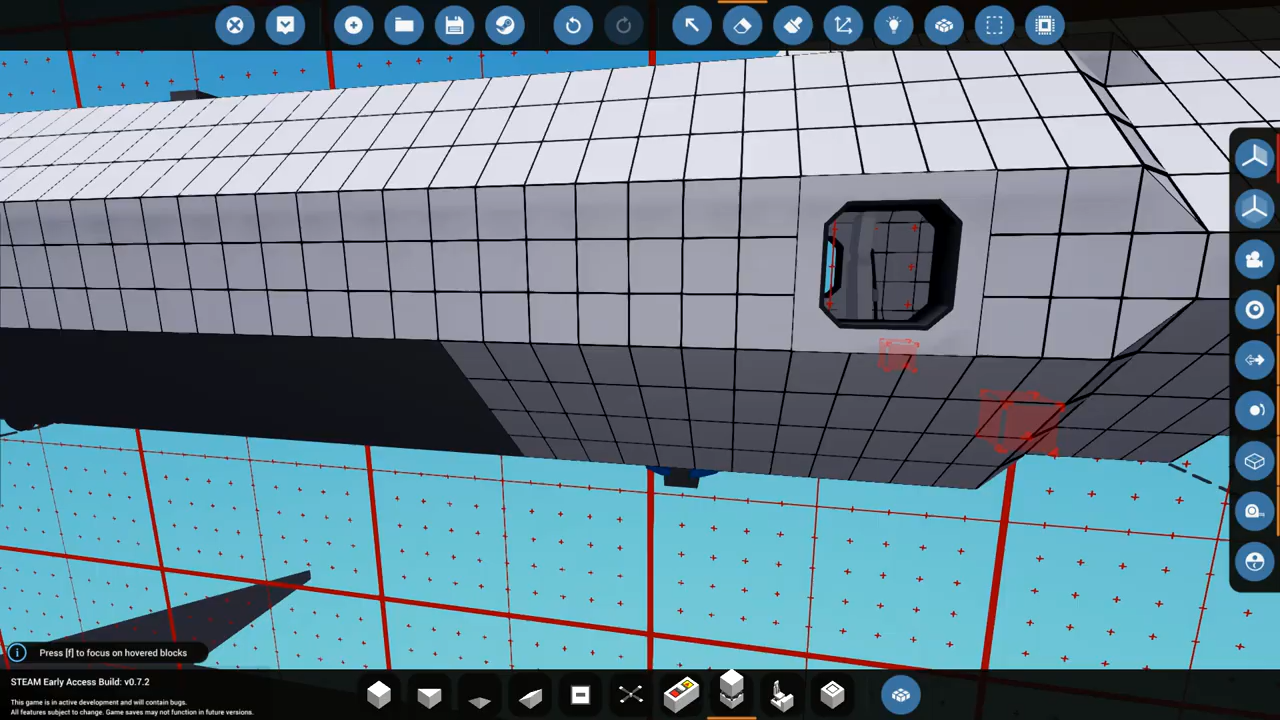 Press [f] to focus on hovered blocks
STEAM Early Access Build: v0.7.2
This game is in active development and will contain bugs.
All features subject to change. Game saves may not function in future versions.